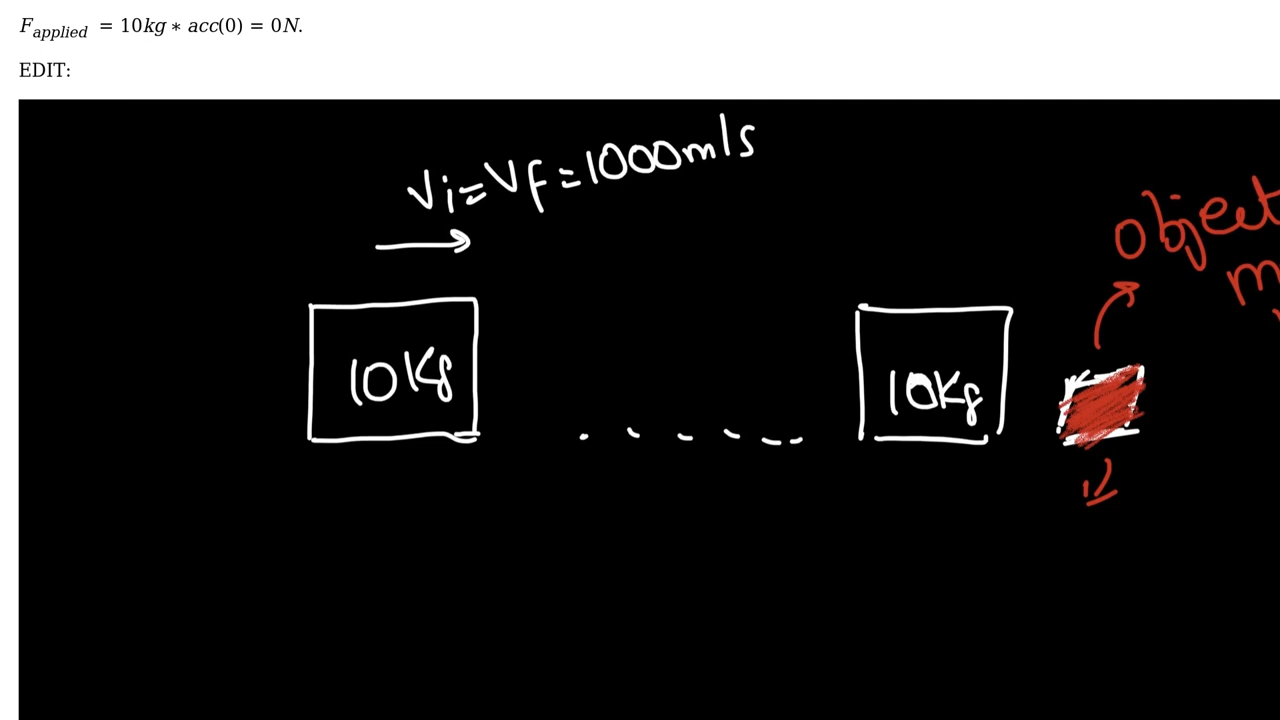 F_applied = 10kg * acc(0) = 0N.
EDIT:
Vi=Vf=1000m/s
object
m
10Kg
10Kg